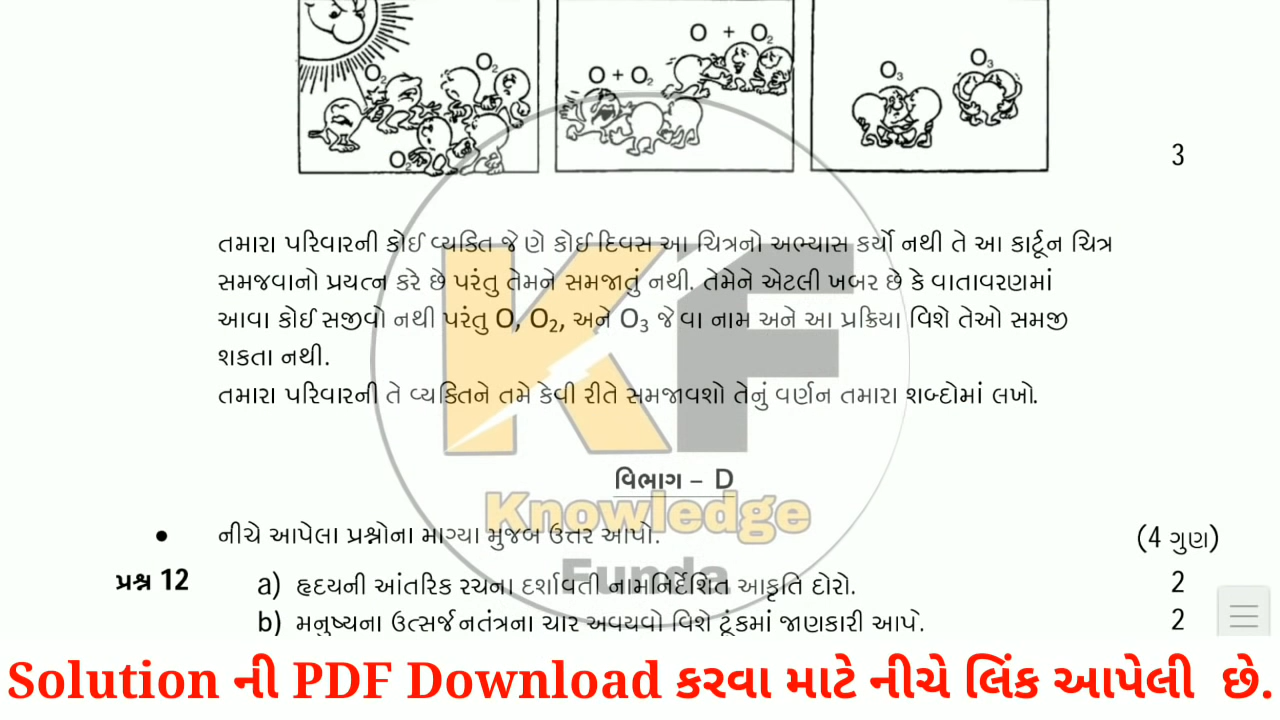 O₂ O₂ O₂
O + O₂ O + O₂
O₃ O₃
3
તમારા પરિવારની કોઈ વ્યક્તિ જેણે કોઈ દિવસ આ ચિત્રનો અભ્યાસ કર્યો નથી તે આ કાર્ટૂન ચિત્ર
સમજવાનો પ્રયત્ન કરે છે પરંતુ તેમને સમજાતું નથી. તેમેને એટલી ખબર છે કે વાતાવરણમાં
આવા કોઈ સજીવો નથી પરંતુ O, O₂, અને O₃ જેવા નામ અને આ પ્રક્રિયા વિશે તેઓ સમજી
શકતા નથી.
તમારા પરિવારની તે વ્યક્તિને તમે કેવી રીતે સમજાવશો તેનું વર્ણન તમારા શબ્દોમાં લખો.
KF
Knowledge
Funda
વિભાગ – D
• નીચે આપેલા પ્રશ્નોના માગ્યા મુજબ ઉત્તર આપો. (4 ગુણ)
પ્રશ્ન 12 a) હૃદયની આંતરિક રચના દર્શાવતી નામનિર્દેશિત આકૃતિ દોરો. 2
b) મનુષ્યના ઉત્સર્જનતંત્રના ચાર અવયવો વિશે ટૂંકમાં જાણકારી આપો. 2
Solution ની PDF Download કરવા માટે નીચે લિંક આપેલી છે.